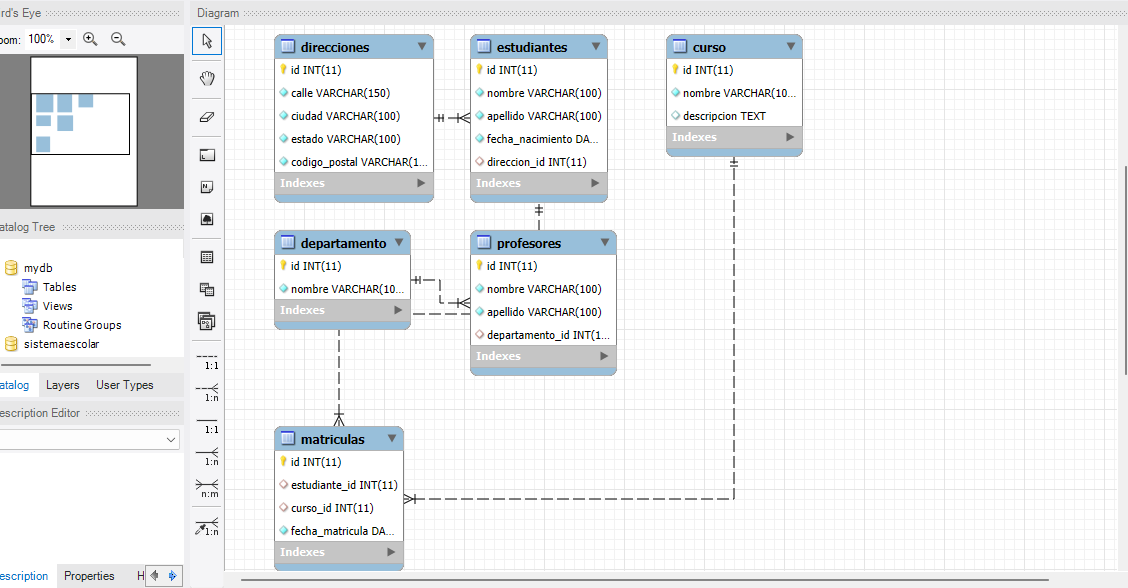 rd's Eye
Diagram
oom: 100%
direcciones
id INT(11)
calle VARCHAR(150)
ciudad VARCHAR(100)
estado VARCHAR(100)
codigo_postal VARCHAR(1...
Indexes
estudiantes
id INT(11)
nombre VARCHAR(100)
apellido VARCHAR(100)
fecha_nacimiento DA...
direccion_id INT(11)
Indexes
curso
id INT(11)
nombre VARCHAR(10...
descripcion TEXT
Indexes
atalog Tree
mydb
Tables
Views
Routine Groups
sistemaescolar
departamento
id INT(11)
nombre VARCHAR(10...
Indexes
profesores
id INT(11)
nombre VARCHAR(100)
apellido VARCHAR(100)
departamento_id INT(1...
Indexes
1:1
1:n
1:1
1:n
n:m
1:n
atalog Layers User Types
escription Editor
matriculas
id INT(11)
estudiante_id INT(11)
curso_id INT(11)
fecha_matricula DA...
Indexes
escription Properties H